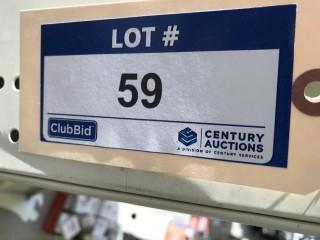 LOT #
59
ClubBid
CENTURY
AUCTIONS
A DIVISION OF CENTURY SERVICES